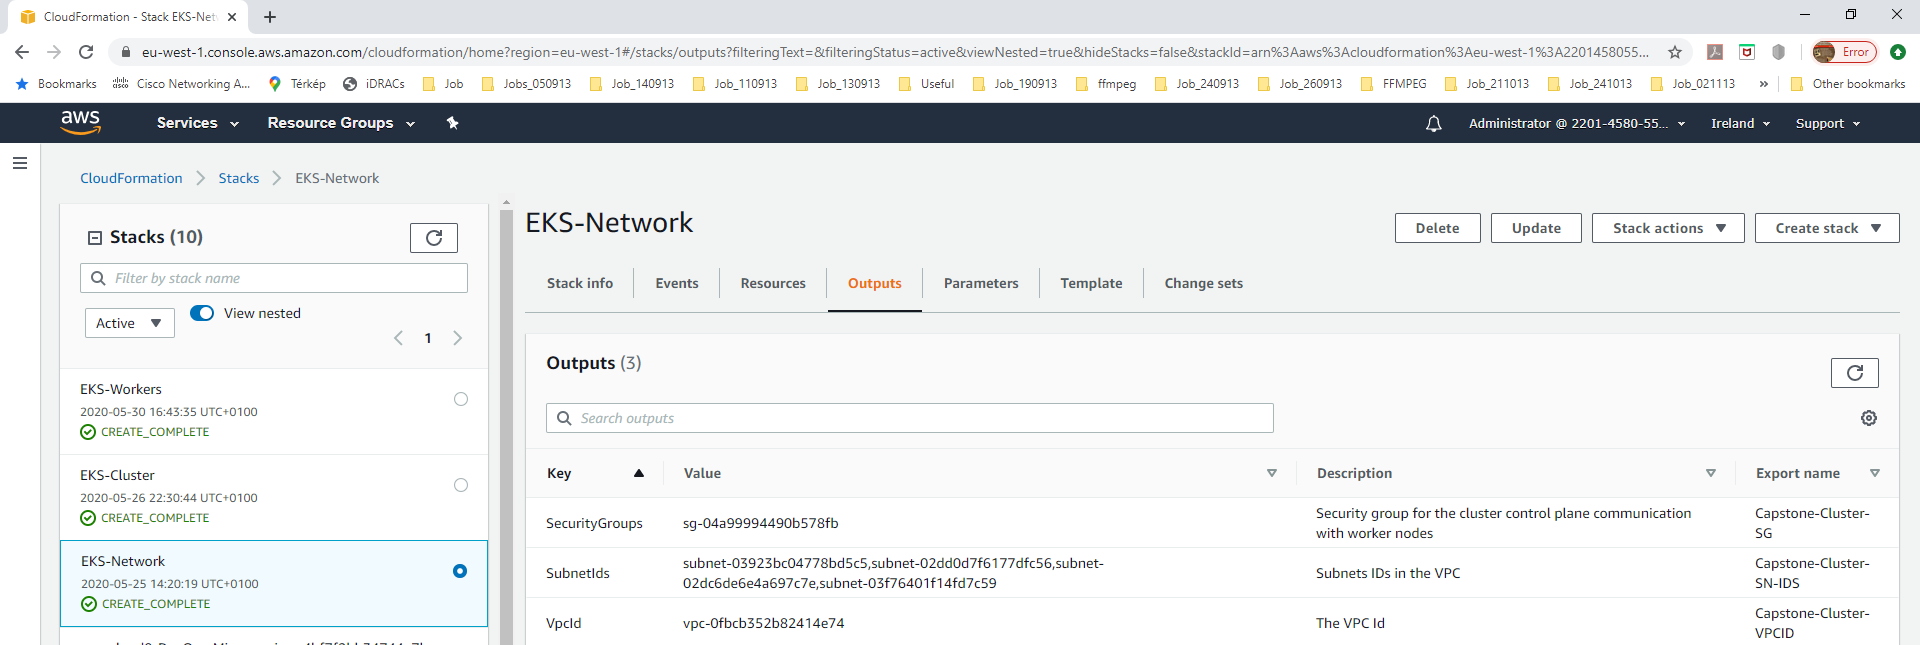 CloudFormation - Stack EKS-Net
eu-west-1.console.aws.amazon.com/cloudformation/home?region=eu-west-1#/stacks/outputs?filteringText=&filteringStatus=active&viewNested=true&hideStacks=false&stackId=arn%3Aaws%3Acloudformation%3Aeu-west-1%3A2201458055...
Error
Bookmarks
Cisco Networking A...
Térkép
iDRACs
Job
Jobs_050913
Job_140913
Job_110913
Job_130913
Useful
Job_190913
ffmpeg
Job_240913
Job_260913
FFMPEG
Job_211013
Job_241013
Job_021113
»
Other bookmarks
aws
Services
Resource Groups
Administrator @ 2201-4580-55...
Ireland
Support
CloudFormation
Stacks
EKS-Network
Stacks (10)
Filter by stack name
Active
View nested
1
EKS-Workers
2020-05-30 16:43:35 UTC+0100
CREATE_COMPLETE
EKS-Cluster
2020-05-26 22:30:44 UTC+0100
CREATE_COMPLETE
EKS-Network
2020-05-25 14:20:19 UTC+0100
CREATE_COMPLETE
EKS-Network
Delete
Update
Stack actions
Create stack
Stack info
Events
Resources
Outputs
Parameters
Template
Change sets
Outputs (3)
Search outputs
Key
Value
Description
Export name
SecurityGroups
sg-04a99994490b578fb
Security group for the cluster control plane communication
with worker nodes
Capstone-Cluster-
SG
SubnetIds
subnet-03923bc04778bd5c5,subnet-02dd0d7f6177dfc56,subnet-
02dc6de6e4a697c7e,subnet-03f76401f14fd7c59
Subnets IDs in the VPC
Capstone-Cluster-
SN-IDS
VpcId
vpc-0fbcb352b82414e74
The VPC Id
Capstone-Cluster-
VPCID